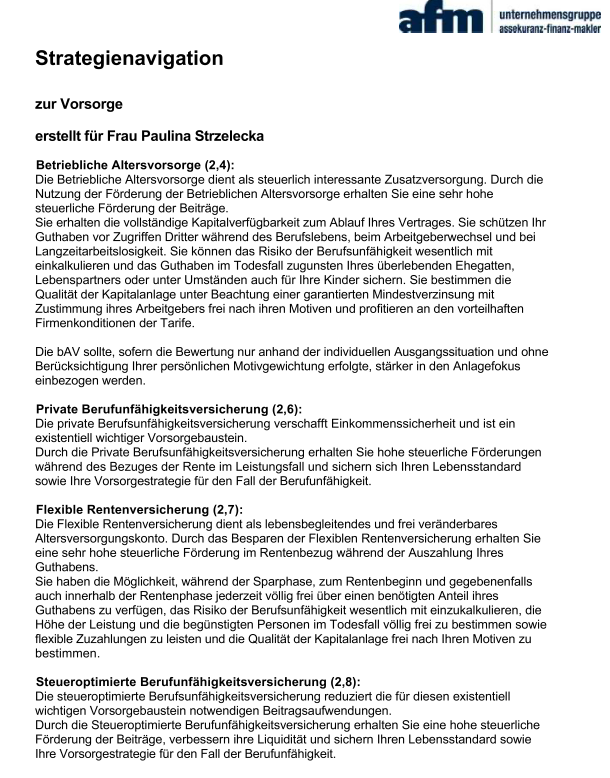 afm unternehmensgruppe
assekuranz-finanz-makler
Strategienavigation
zur Vorsorge
erstellt für Frau Paulina Strzelecka
Betriebliche Altersvorsorge (2,4):
Die Betriebliche Altersvorsorge dient als steuerlich interessante Zusatzversorgung. Durch die
Nutzung der Förderung der Betrieblichen Altersvorsorge erhalten Sie eine sehr hohe
steuerliche Förderung der Beiträge.
Sie erhalten die vollständige Kapitalverfügbarkeit zum Ablauf Ihres Vertrages. Sie schützen Ihr
Guthaben vor Zugriffen Dritter während des Berufslebens, beim Arbeitgeberwechsel und bei
Langzeitarbeitslosigkeit. Sie können das Risiko der Berufsunfähigkeit wesentlich mit
einkalkulieren und das Guthaben im Todesfall zugunsten Ihres überlebenden Ehegatten,
Lebenspartners oder unter Umständen auch für Ihre Kinder sichern. Sie bestimmen die
Qualität der Kapitalanlage unter Beachtung einer garantierten Mindestverzinsung mit
Zustimmung ihres Arbeitgebers frei nach ihren Motiven und profitieren an den vorteilhaften
Firmenkonditionen der Tarife.
Die bAV sollte, sofern die Bewertung nur anhand der individuellen Ausgangssituation und ohne
Berücksichtigung Ihrer persönlichen Motivgewichtung erfolgte, stärker in den Anlagefokus
einbezogen werden.
Private Berufunfähigkeitsversicherung (2,6):
Die private Berufsunfähigkeitsversicherung verschafft Einkommenssicherheit und ist ein
existentiell wichtiger Vorsorgebaustein.
Durch die Private Berufsunfähigkeitsversicherung erhalten Sie hohe steuerliche Förderungen
während des Bezuges der Rente im Leistungsfall und sichern sich Ihren Lebensstandard
sowie Ihre Vorsorgestrategie für den Fall der Berufunfähigkeit.
Flexible Rentenversicherung (2,7):
Die Flexible Rentenversicherung dient als lebensbegleitendes und frei veränderbares
Altersversorgungskonto. Durch das Besparen der Flexiblen Rentenversicherung erhalten Sie
eine sehr hohe steuerliche Förderung im Rentenbezug während der Auszahlung Ihres
Guthabens.
Sie haben die Möglichkeit, während der Sparphase, zum Rentenbeginn und gegebenenfalls
auch innerhalb der Rentenphase jederzeit völlig frei über einen benötigten Anteil ihres
Guthabens zu verfügen, das Risiko der Berufsunfähigkeit wesentlich mit einzukalkulieren, die
Höhe der Leistung und die begünstigten Personen im Todesfall völlig frei zu bestimmen sowie
flexible Zuzahlungen zu leisten und die Qualität der Kapitalanlage frei nach Ihren Motiven zu
bestimmen.
Steueroptimierte Berufunfähigkeitsversicherung (2,8):
Die steueroptimierte Berufsunfähigkeitsversicherung reduziert die für diesen existentiell
wichtigen Vorsorgebaustein notwendigen Beitragsaufwendungen.
Durch die Steueroptimierte Berufunfähigkeitsversicherung erhalten Sie eine hohe steuerliche
Förderung der Beiträge, verbessern ihre Liquidität und sichern Ihren Lebensstandard sowie
Ihre Vorsorgestrategie für den Fall der Berufunfähigkeit.